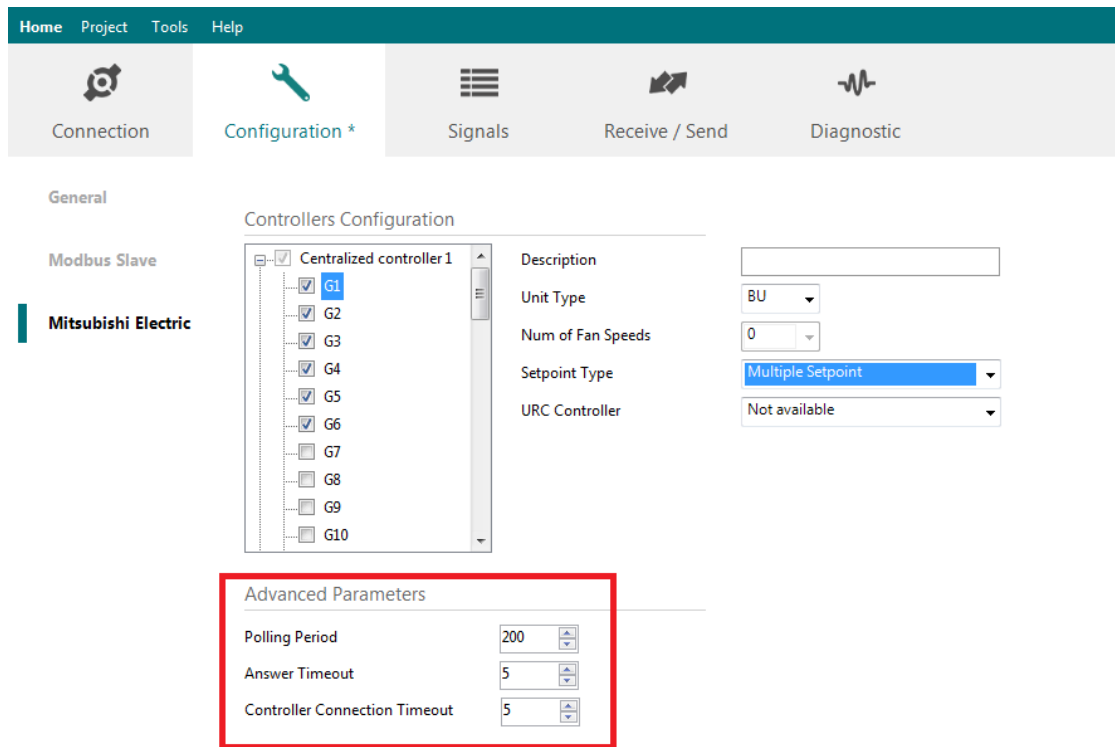 Home Project Tools Help
Connection Configuration * Signals Receive / Send Diagnostic
General
Modbus Slave
Mitsubishi Electric
Controllers Configuration
Centralized controller 1
G1
G2
G3
G4
G5
G6
G7
G8
G9
G10
Description
Unit Type BU
Num of Fan Speeds 0
Setpoint Type Multiple Setpoint
URC Controller Not available
Advanced Parameters
Polling Period 200
Answer Timeout 5
Controller Connection Timeout 5